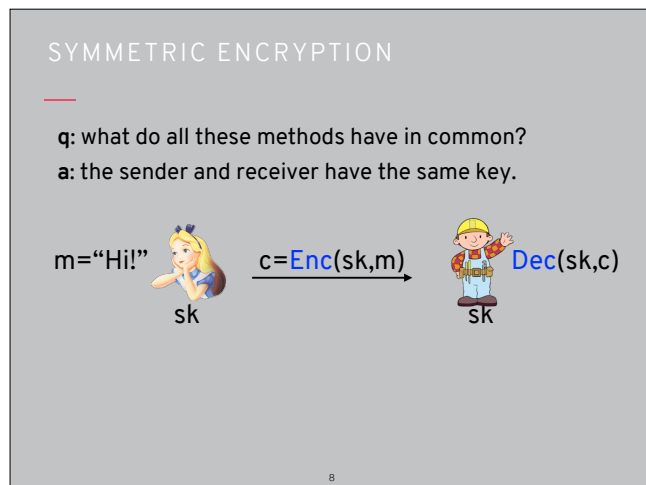 SYMMETRIC ENCRYPTION
q: what do all these methods have in common?
a: the sender and receiver have the same key.
m=“Hi!” c=Enc(sk,m) Dec(sk,c)
sk sk
8